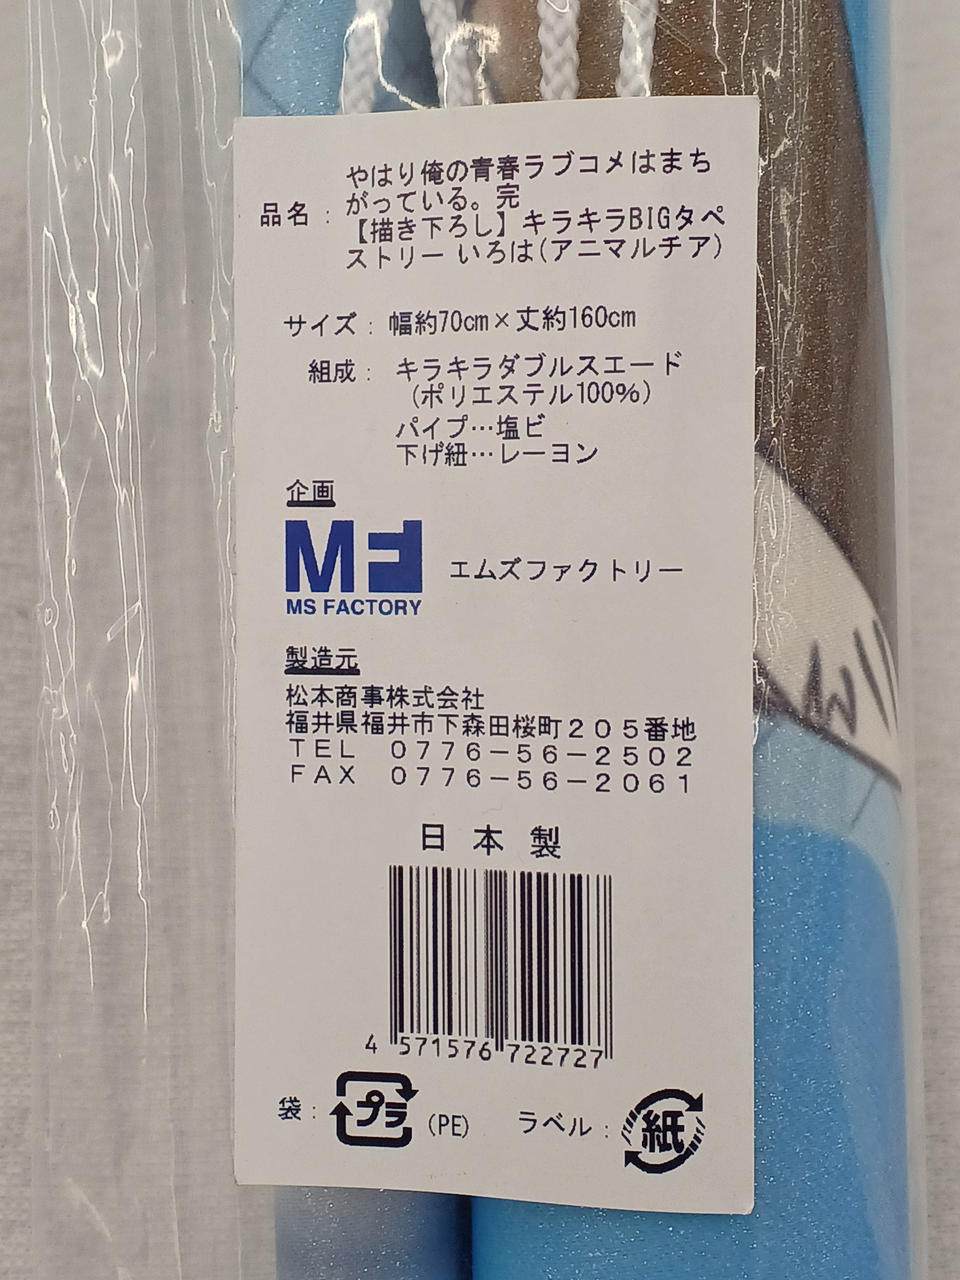 品名：やはり俺の青春ラブコメはまち
がっている。完
【描き下ろし】キラキラBIGタペ
ストリー いろは(アニマルチア)
サイズ：幅約70cm×丈約160cm
組成：キラキラダブルスエード
(ポリエステル100%)
パイプ…塩ビ
下げ紐…レーヨン
企画
MF
MS FACTORY
エムズファクトリー
製造元
松本商事株式会社
福井県福井市下森田桜町２０５番地
ＴＥＬ ０７７６－５６－２５０２
ＦＡＸ ０７７６－５６－２０６１
日本製
4 571576 722727
袋：プラ(PE) ラベル：紙